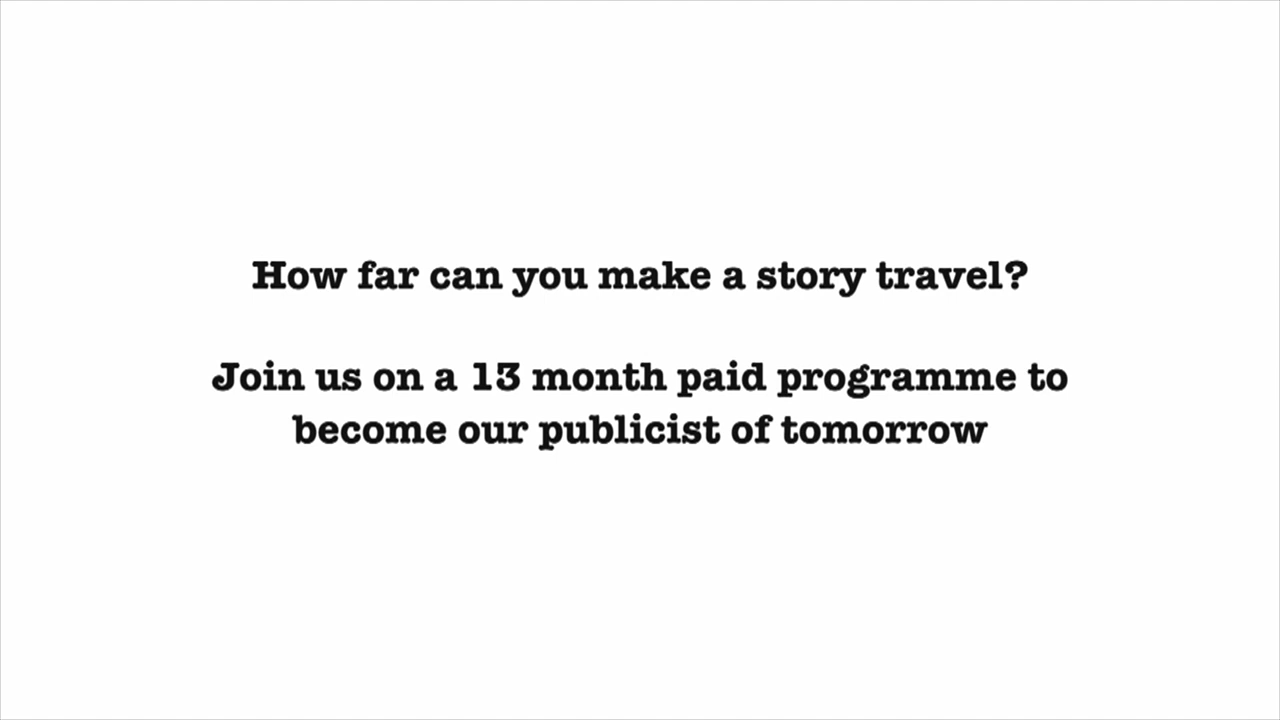 How far can you make a story travel?
Join us on a 13 month paid programme to
become our publicist of tomorrow